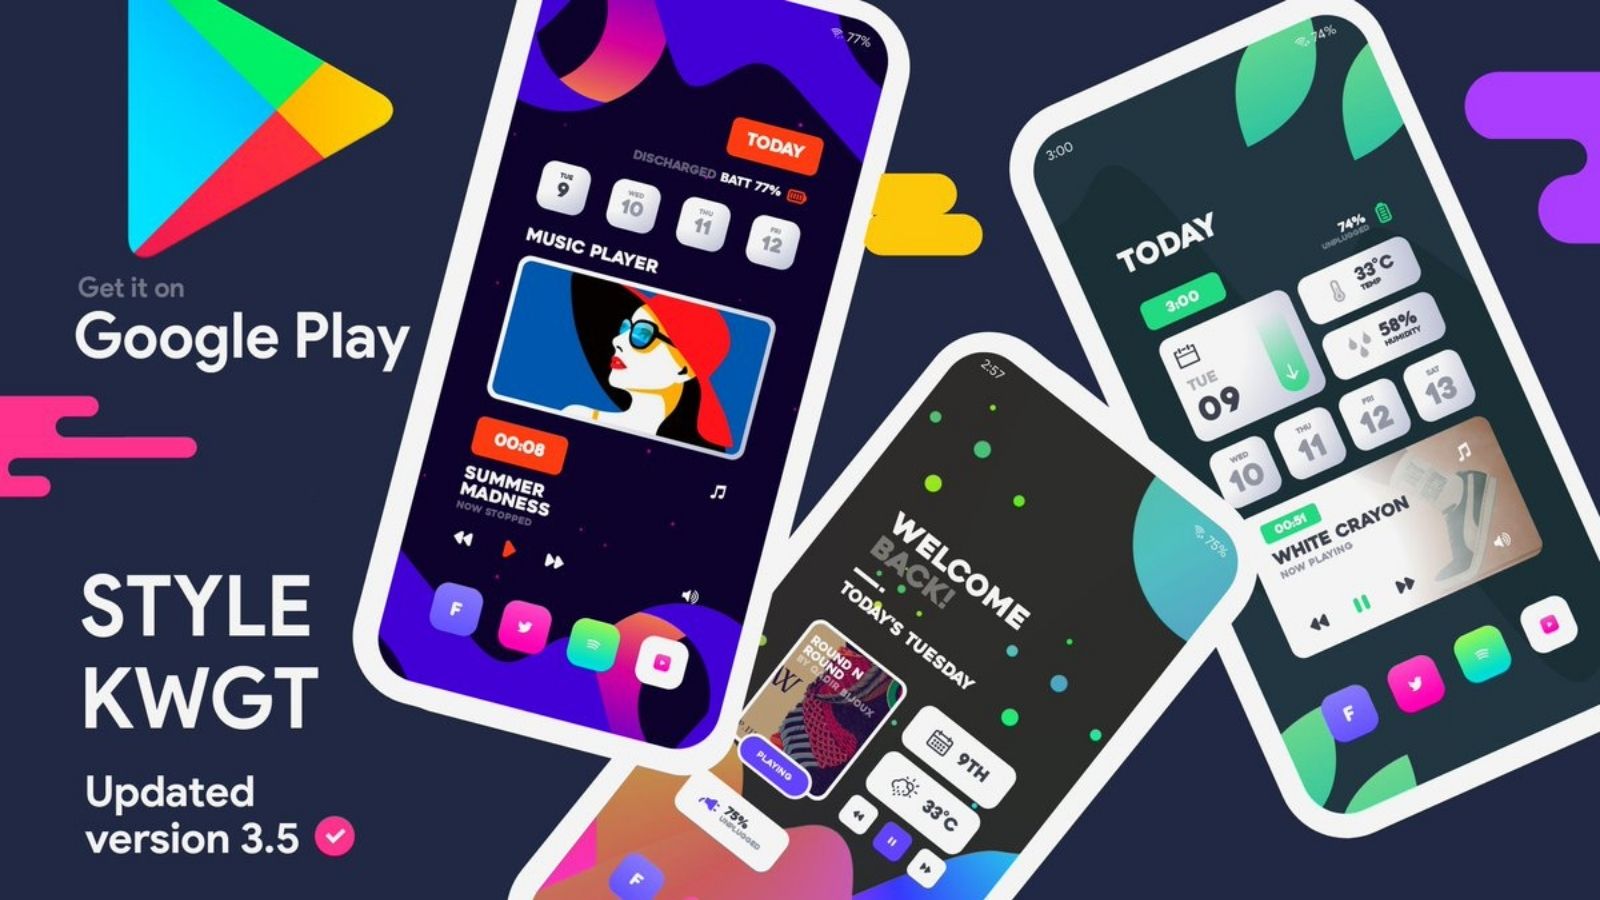 Get it on
Google Play
STYLE
KWGT
Updated
version 3.5
77%
TODAY
DISCHARGED BATT 77%
TUE
9
WED
10
THU
11
FRI
12
MUSIC PLAYER
00:08
SUMMER
MADNESS
NOW STOPPED
F
2:57
75%
WELCOME
BACK!
TODAY'S TUESDAY
ROUND N
ROUND
BY QADIR BIJOUX
W
PLAYING
9TH
33°C
75%
UNPLUGGED
F
3:00
74%
TODAY
74%
UNPLUGGED
3:00
33°C
TEMP
58%
HUMIDITY
TUE
09
WED
10
THU
11
FRI
12
SAT
13
00:51
WHITE CRAYON
NOW PLAYING
F